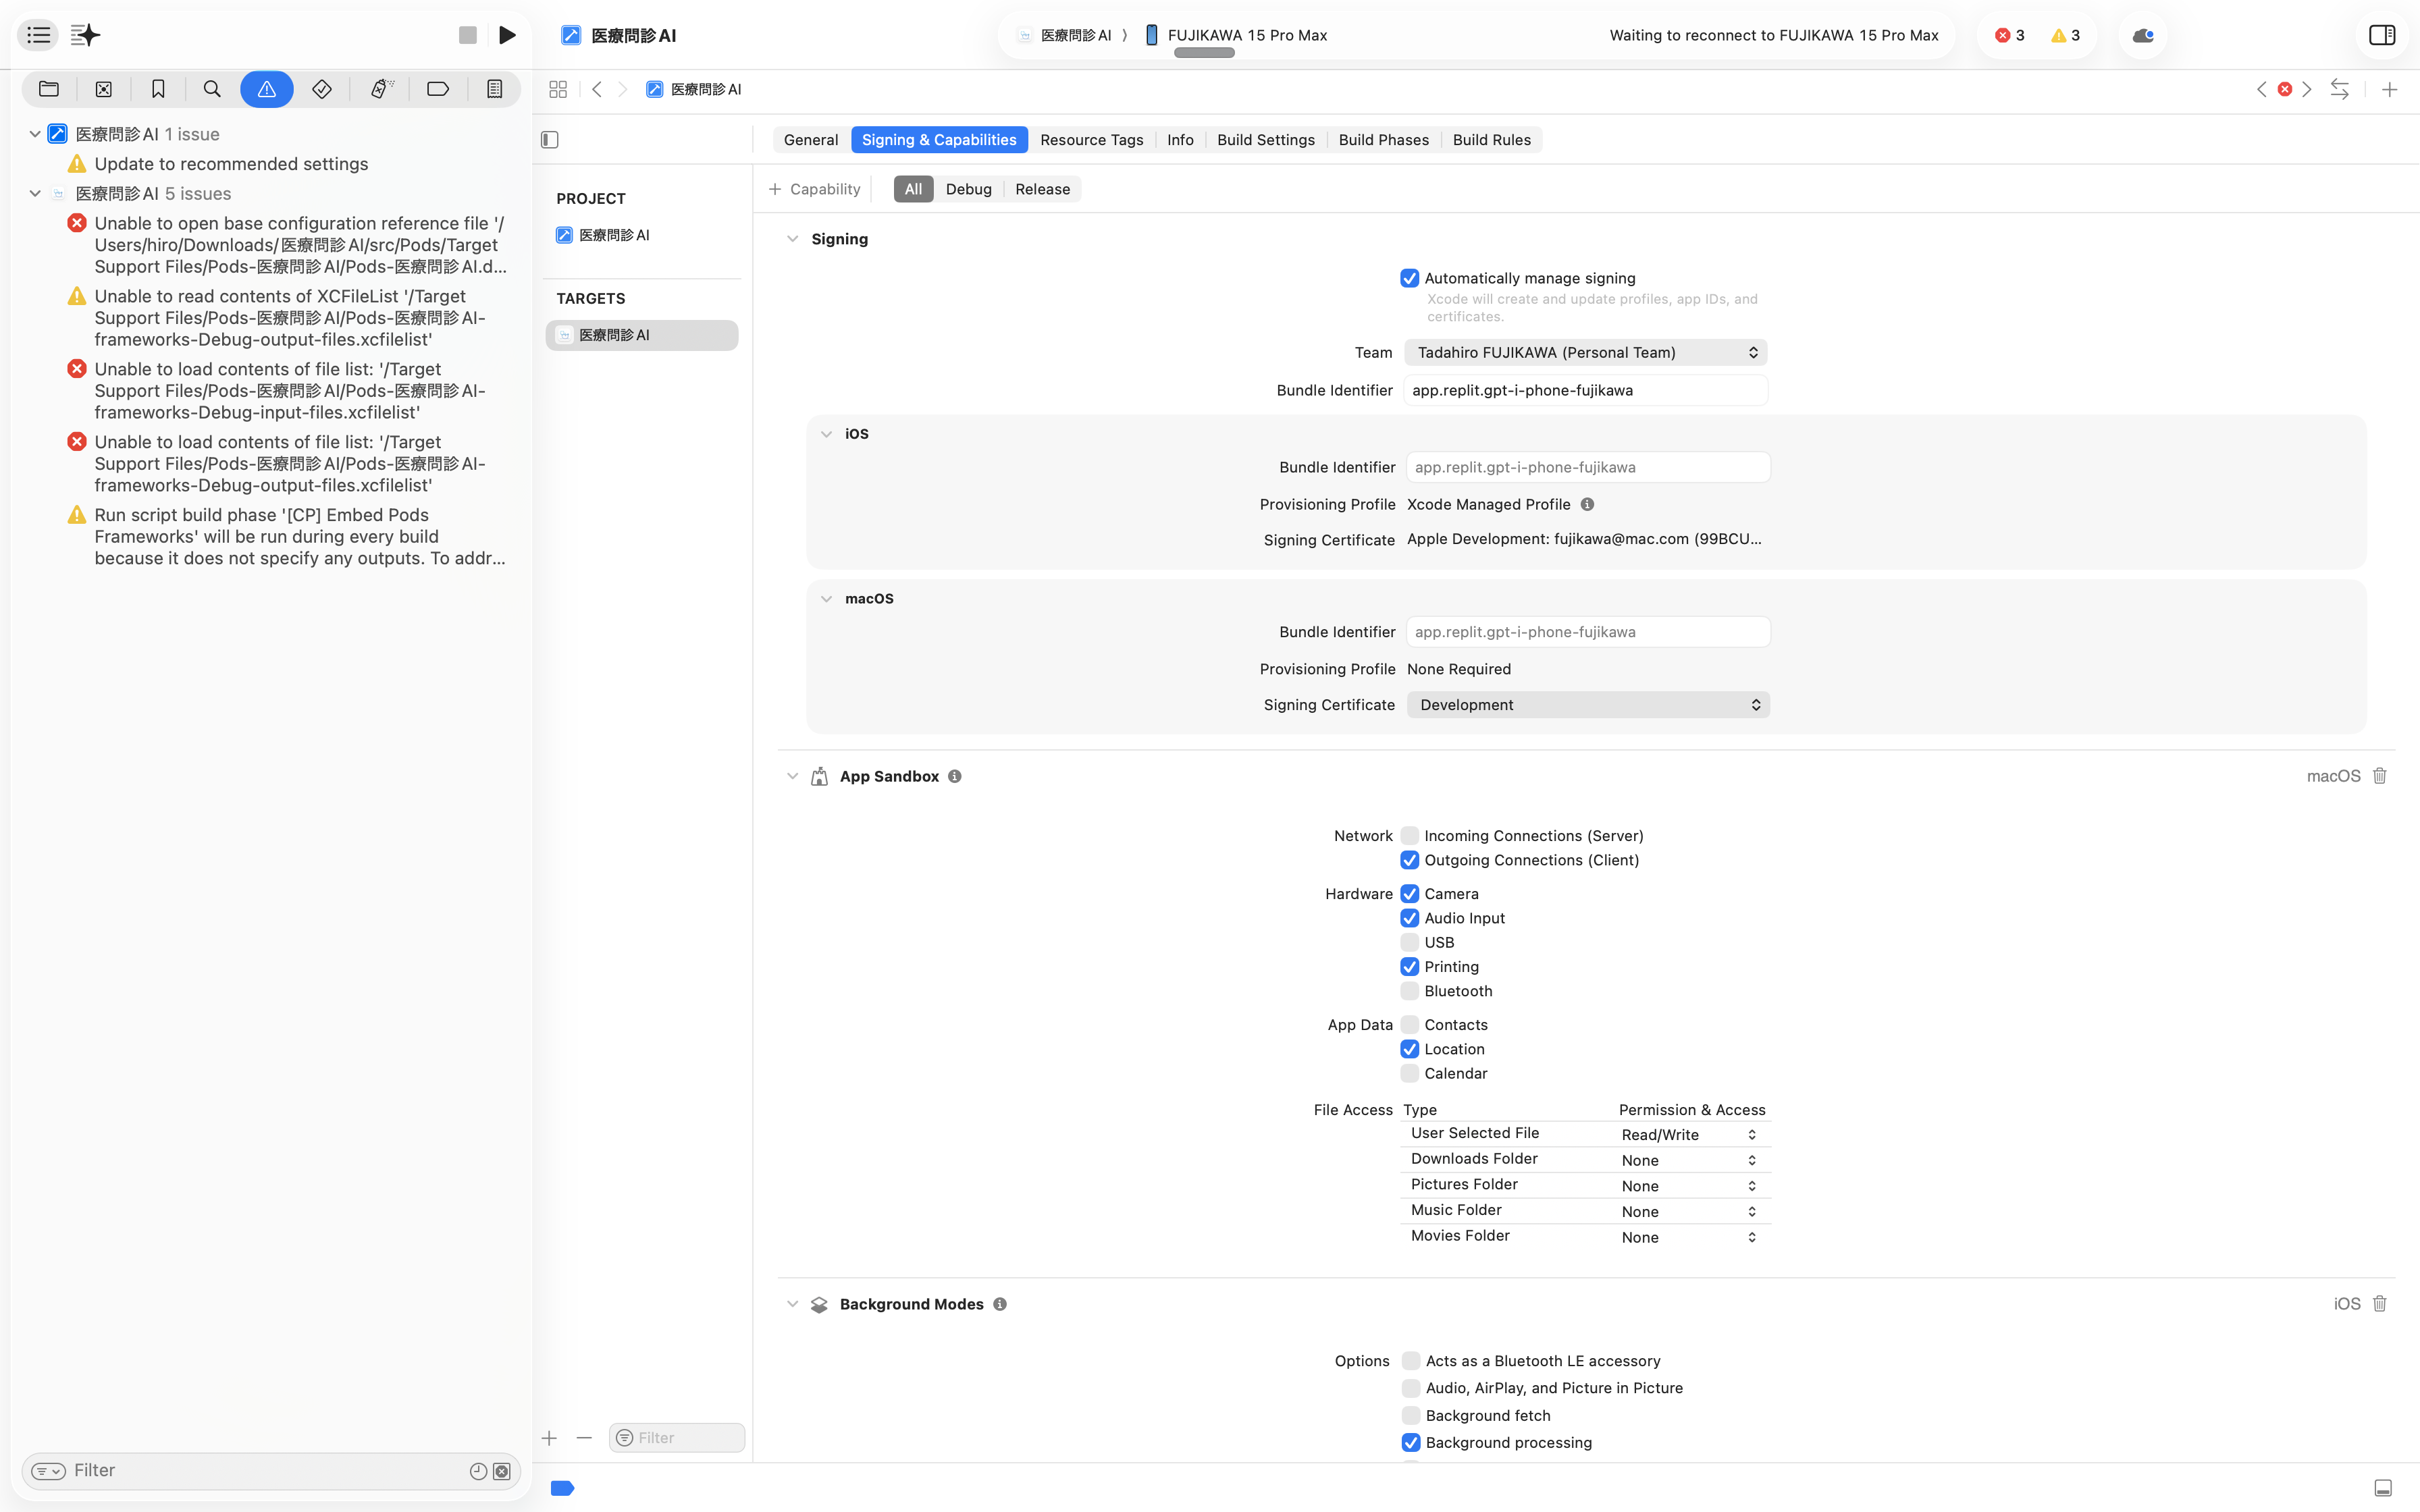 医療問診AI
医療問診AI 〉 FUJIKAWA 15 Pro Max
Waiting to reconnect to FUJIKAWA 15 Pro Max
3
3
医療問診AI 1 issue
Update to recommended settings
医療問診AI 5 issues
Unable to open base configuration reference file '/
Users/hiro/Downloads/医療問診AI/src/Pods/Target
Support Files/Pods-医療問診AI/Pods-医療問診AI.d...
Unable to read contents of XCFileList '/Target
Support Files/Pods-医療問診AI/Pods-医療問診AI-
frameworks-Debug-output-files.xcfilelist'
Unable to load contents of file list: '/Target
Support Files/Pods-医療問診AI/Pods-医療問診AI-
frameworks-Debug-input-files.xcfilelist'
Unable to load contents of file list: '/Target
Support Files/Pods-医療問診AI/Pods-医療問診AI-
frameworks-Debug-output-files.xcfilelist'
Run script build phase '[CP] Embed Pods
Frameworks' will be run during every build
because it does not specify any outputs. To addr...
Filter
医療問診AI
PROJECT
医療問診AI
TARGETS
医療問診AI
Filter
General Signing & Capabilities Resource Tags Info Build Settings Build Phases Build Rules
+ Capability All Debug Release
Signing
Automatically manage signing
Xcode will create and update profiles, app IDs, and
certificates.
Team Tadahiro FUJIKAWA (Personal Team)
Bundle Identifier app.replit.gpt-i-phone-fujikawa
iOS
Bundle Identifier app.replit.gpt-i-phone-fujikawa
Provisioning Profile Xcode Managed Profile
Signing Certificate Apple Development: fujikawa@mac.com (99BCU...
macOS
Bundle Identifier app.replit.gpt-i-phone-fujikawa
Provisioning Profile None Required
Signing Certificate Development
App Sandbox macOS
Network Incoming Connections (Server)
Outgoing Connections (Client)
Hardware Camera
Audio Input
USB
Printing
Bluetooth
App Data Contacts
Location
Calendar
File Access Type Permission & Access
User Selected File Read/Write
Downloads Folder None
Pictures Folder None
Music Folder None
Movies Folder None
Background Modes iOS
Options Acts as a Bluetooth LE accessory
Audio, AirPlay, and Picture in Picture
Background fetch
Background processing